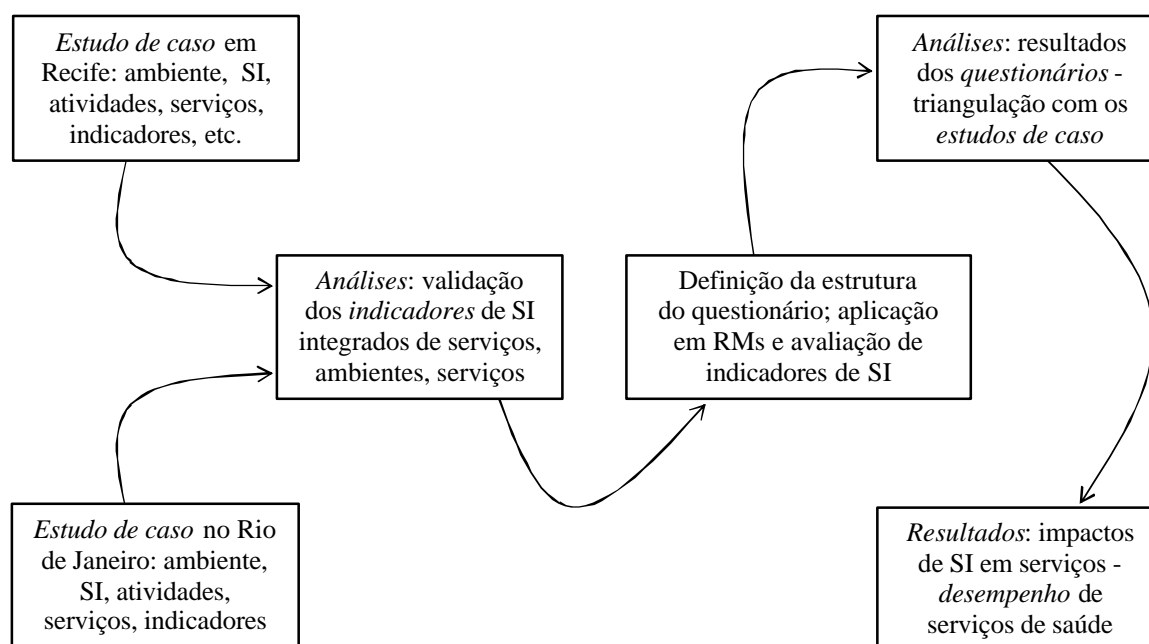 Estudo de caso em
Recife: ambiente, SI,
atividades, serviços,
indicadores, etc.
Estudo de caso no Rio
de Janeiro: ambiente,
SI, atividades,
serviços, indicadores
Análises: validação
dos indicadores de SI
integrados de serviços,
ambientes, serviços
Definição da estrutura
do questionário; aplicação
em RMs e avaliação de
indicadores de SI
Análises: resultados
dos questionários -
triangulação com os
estudos de caso
Resultados: impactos
de SI em serviços -
desempenho de
serviços de saúde